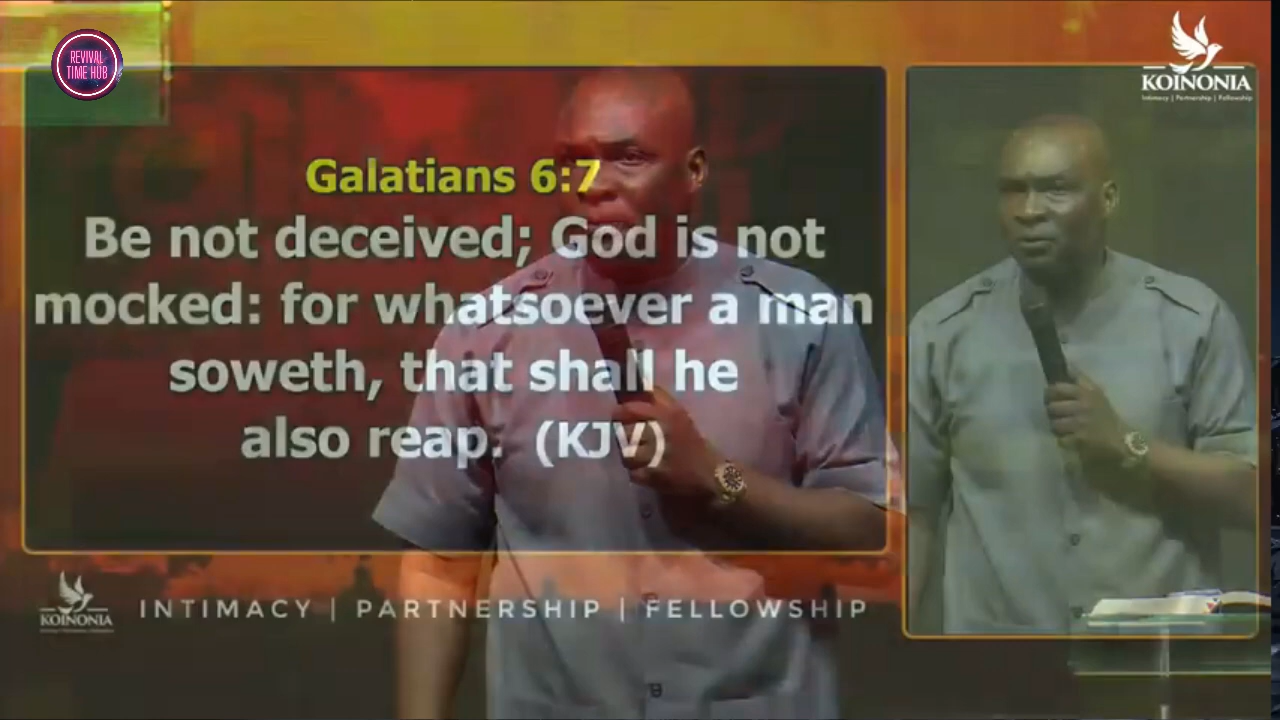 REVIVAL
TIME HUB
KOINONIA
Intimacy | Partnership | Fellowship
Galatians 6:7
Be not deceived; God is not
mocked: for whatsoever a man
soweth, that shall he
also reap. (KJV)
KOINONIA
INTIMACY | PARTNERSHIP | FELLOWSHIP